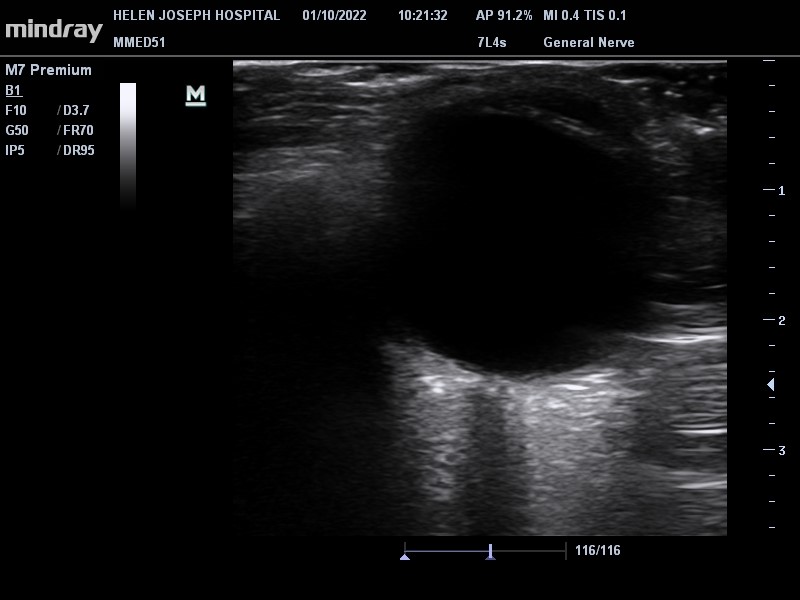 mindray
HELEN JOSEPH HOSPITAL 01/10/2022 10:21:32 AP 91.2% MI 0.4 TIS 0.1
MMED51 7L4s General Nerve
M7 Premium
B1
F10 / D3.7
G50 / FR70
IP5 / DR95
M
1
2
3
116/116